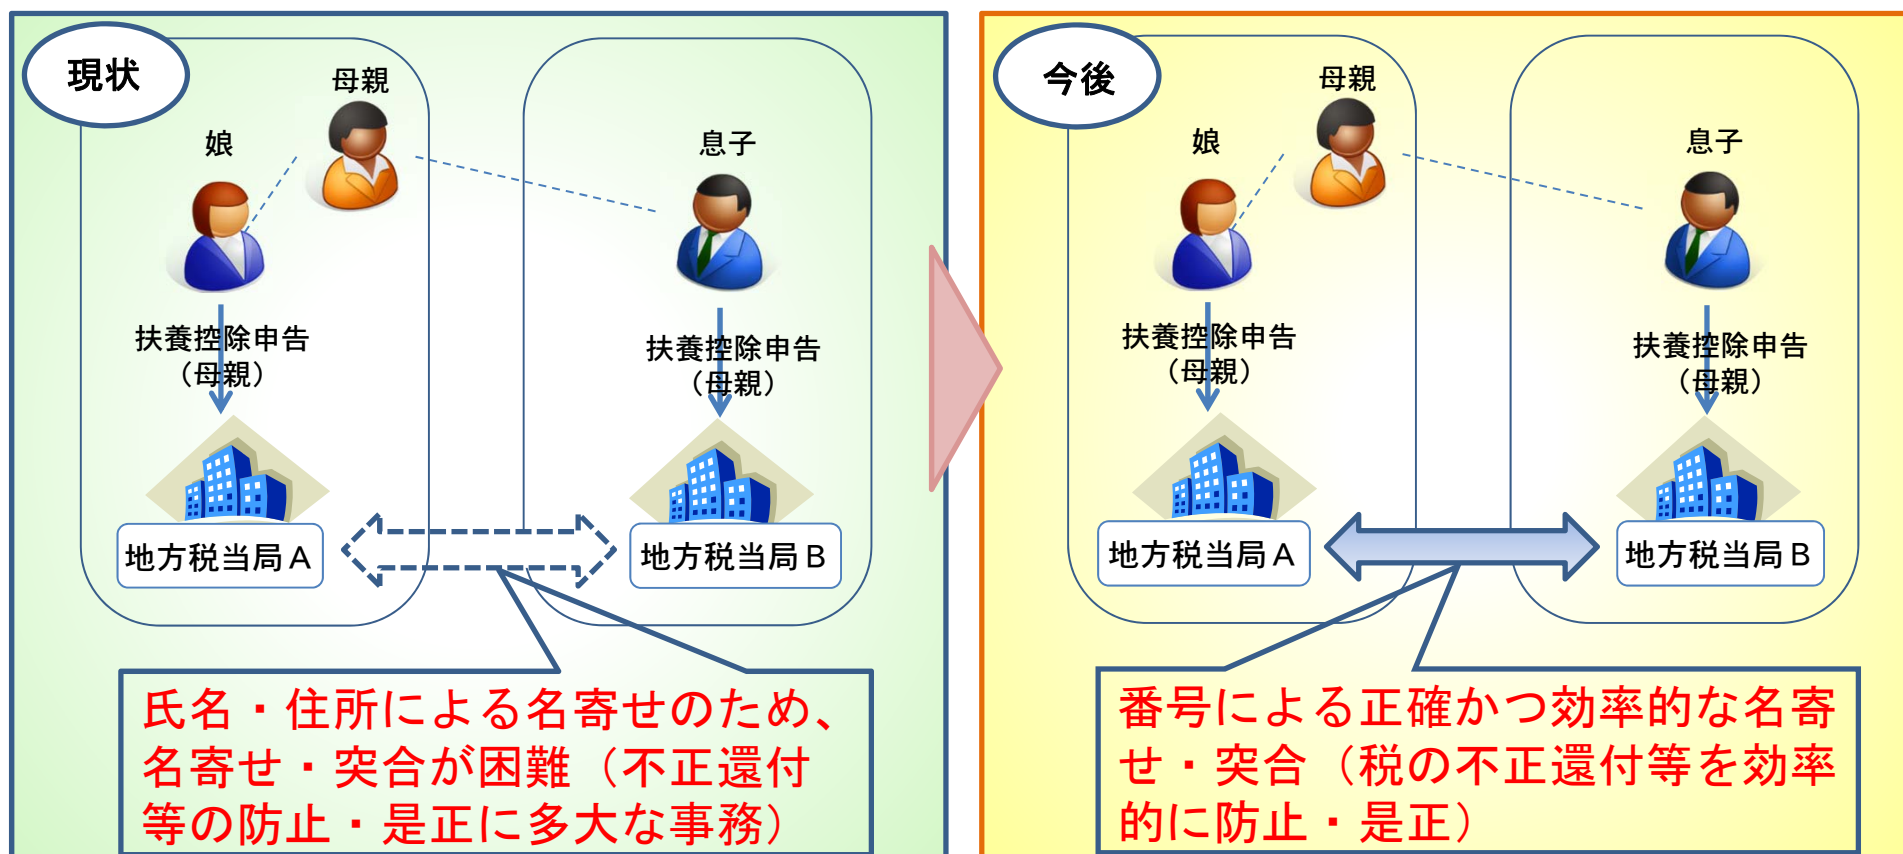 現状
母親
娘
息子
扶養控除申告
（母親）
扶養控除申告
（母親）
地方税当局A
地方税当局B
氏名・住所による名寄せのため、
名寄せ・突合が困難（不正還付
等の防止・是正に多大な事務）
今後
母親
娘
息子
扶養控除申告
（母親）
扶養控除申告
（母親）
地方税当局A
地方税当局B
番号による正確かつ効率的な名寄
せ・突合（税の不正還付等を効率
的に防止・是正）